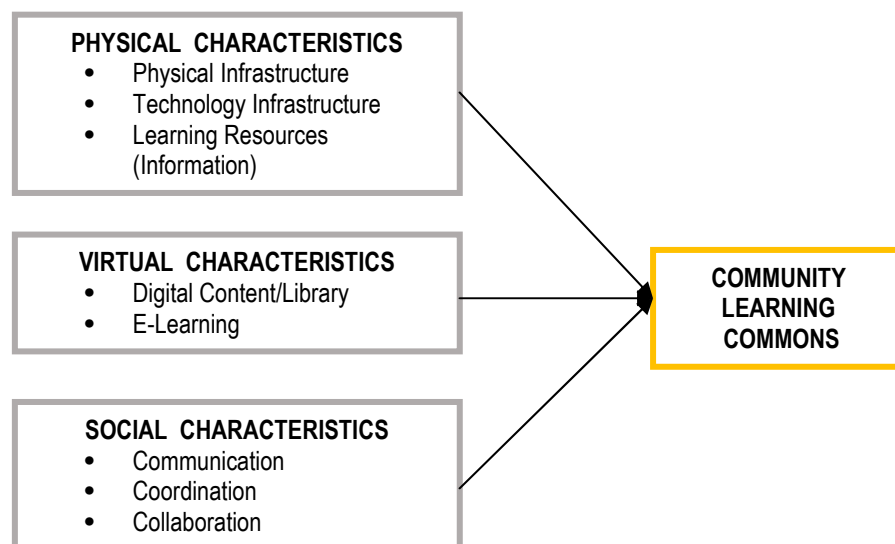 PHYSICAL CHARACTERISTICS
• Physical Infrastructure
• Technology Infrastructure
• Learning Resources
(Information)
VIRTUAL CHARACTERISTICS
• Digital Content/Library
• E-Learning
COMMUNITY
LEARNING
COMMONS
SOCIAL CHARACTERISTICS
• Communication
• Coordination
• Collaboration